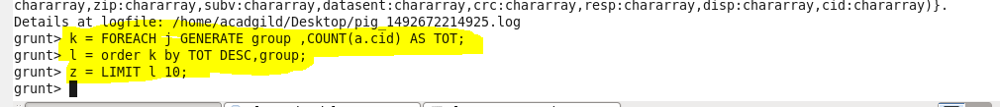 chararray,zip:chararray,subv:chararray,datasent:chararray,crc:chararray,resp:chararray,disp:chararray,cid:chararray)}.
Details at logfile: /home/acadgild/Desktop/pig_1492672214925.log
grunt> k = FOREACH j GENERATE group ,COUNT(a.cid) AS TOT;
grunt> l = order k by TOT DESC,group;
grunt> z = LIMIT l 10;
grunt>